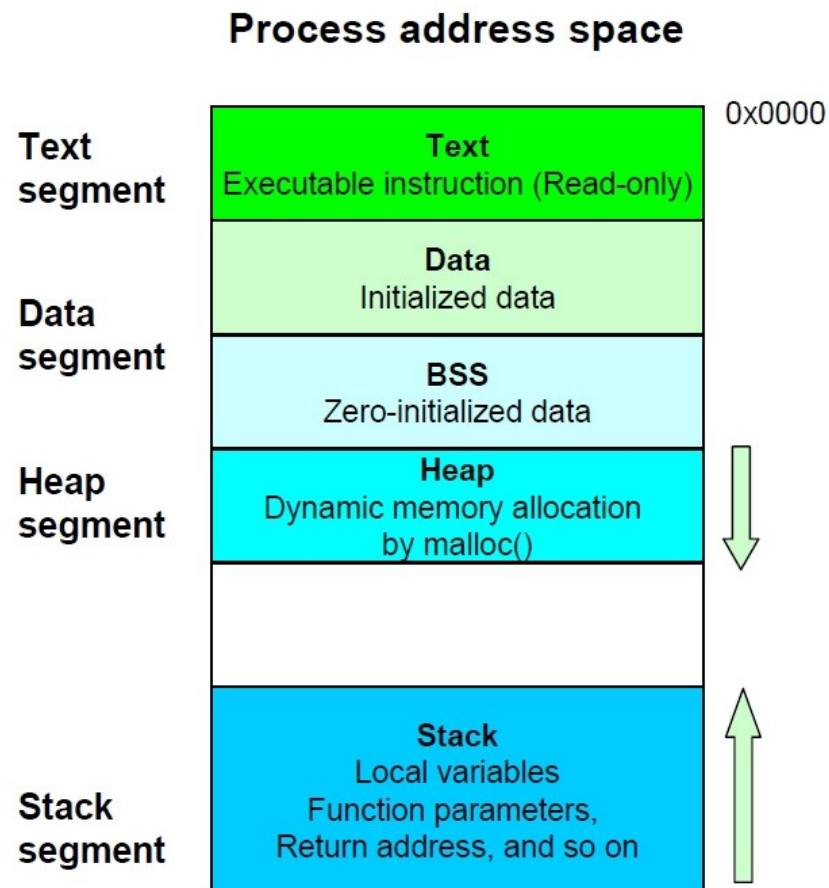 Process address space
0x0000
Text
segment
Text
Executable instruction (Read-only)
Data
segment
Data
Initialized data
BSS
Zero-initialized data
Heap
segment
Heap
Dynamic memory allocation
by malloc()
Stack
segment
Stack
Local variables
Function parameters,
Return address, and so on